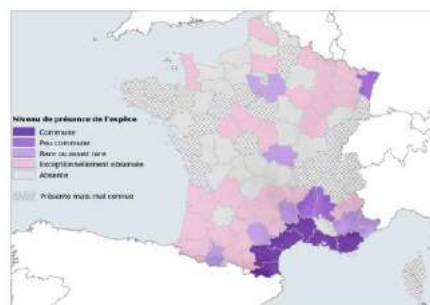 Niveau de présence de l'espèce
Commune
Peu commune
Rare ou assez rare
Exceptionnellement observée
Absente
Présente mais mal connue